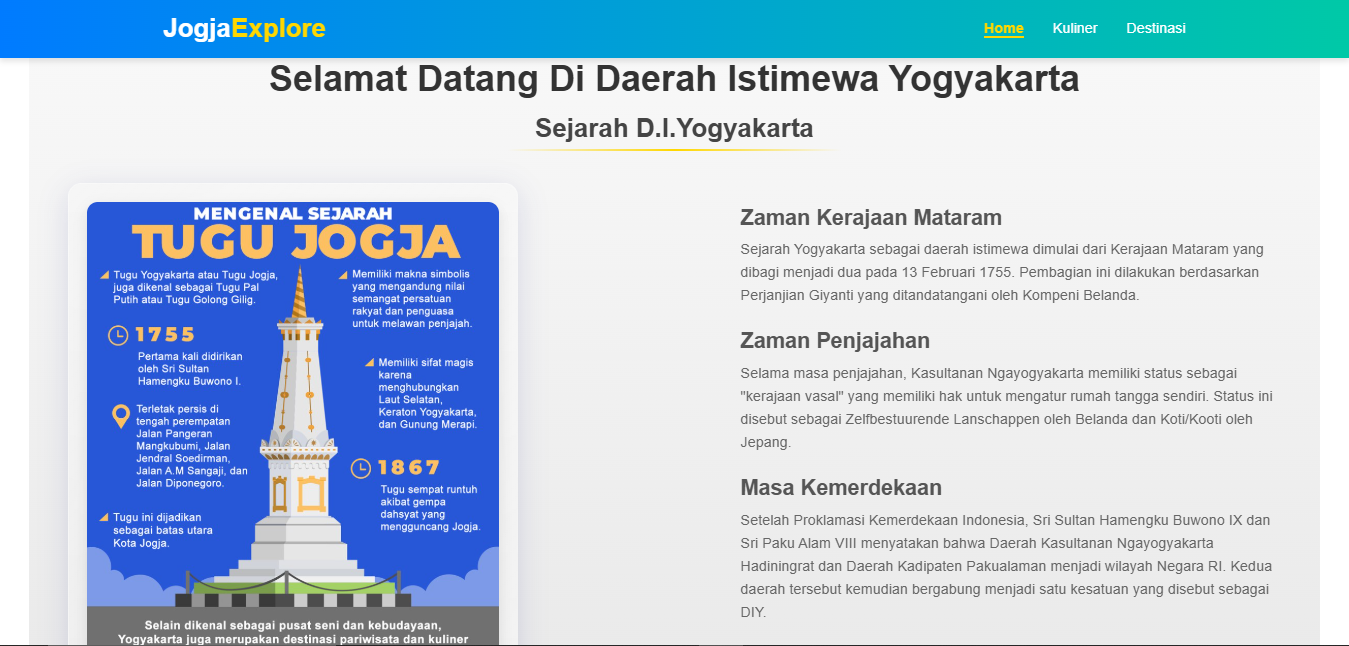 JogjaExplore
Home
Kuliner
Destinasi
Selamat Datang Di Daerah Istimewa Yogyakarta
Sejarah D.I.Yogyakarta
MENGENAL SEJARAH
TUGU JOGJA
Tugu Yogyakarta atau Tugu Jogja,
juga dikenal sebagai Tugu Pal
Putih atau Tugu Golong Gilig.
1755
Pertama kali didirikan
oleh Sri Sultan
Hamengku Buwono I.
Terletak persis di
tengah perempatan
Jalan Pangeran
Mangkubumi, Jalan
Jendral Soedirman,
Jalan A.M Sangaji, dan
Jalan Diponegoro.
Tugu ini dijadikan
sebagai batas utara
Kota Jogja.
Memiliki makna simbolis
yang mengandung nilai
semangat persatuan
rakyat dan penguasa
untuk melawan penjajah.
Memiliki sifat magis
karena
menghubungkan
Laut Selatan,
Keraton Yogyakarta,
dan Gunung Merapi.
1867
Tugu sempat runtuh
akibat gempa
dahsyat yang
mengguncang Jogja.
Selain dikenal sebagai pusat seni dan kebudayaan,
Yogyakarta juga merupakan destinasi pariwisata dan kuliner
Zaman Kerajaan Mataram
Sejarah Yogyakarta sebagai daerah istimewa dimulai dari Kerajaan Mataram yang
dibagi menjadi dua pada 13 Februari 1755. Pembagian ini dilakukan berdasarkan
Perjanjian Giyanti yang ditandatangani oleh Kompeni Belanda.
Zaman Penjajahan
Selama masa penjajahan, Kasultanan Ngayogyakarta memiliki status sebagai
"kerajaan vasal" yang memiliki hak untuk mengatur rumah tangga sendiri. Status ini
disebut sebagai Zelfbestuurende Lanschappen oleh Belanda dan Koti/Kooti oleh
Jepang.
Masa Kemerdekaan
Setelah Proklamasi Kemerdekaan Indonesia, Sri Sultan Hamengku Buwono IX dan
Sri Paku Alam VIII menyatakan bahwa Daerah Kasultanan Ngayogyakarta
Hadiningrat dan Daerah Kadipaten Pakualaman menjadi wilayah Negara RI. Kedua
daerah tersebut kemudian bergabung menjadi satu kesatuan yang disebut sebagai
DIY.